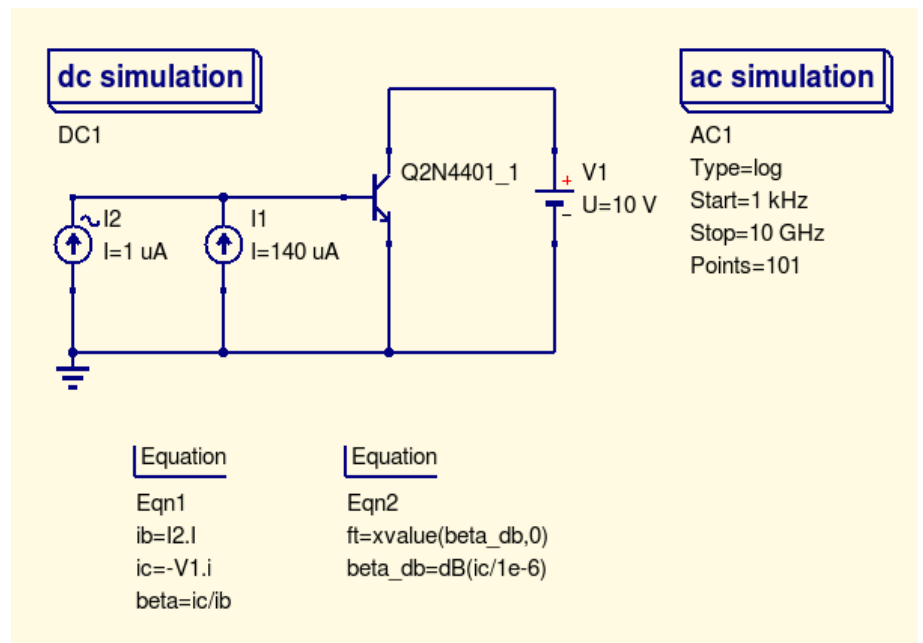 dc simulation
DC1
ac simulation
AC1
Type=log
Start=1 kHz
Stop=10 GHz
Points=101
Q2N4401_1
+ V1
U=10 V
–
I2
I=1 uA
I1
I=140 uA
Equation
Eqn1
ib=I2.I
ic=-V1.i
beta=ic/ib
Equation
Eqn2
ft=xvalue(beta_db,0)
beta_db=dB(ic/1e-6)